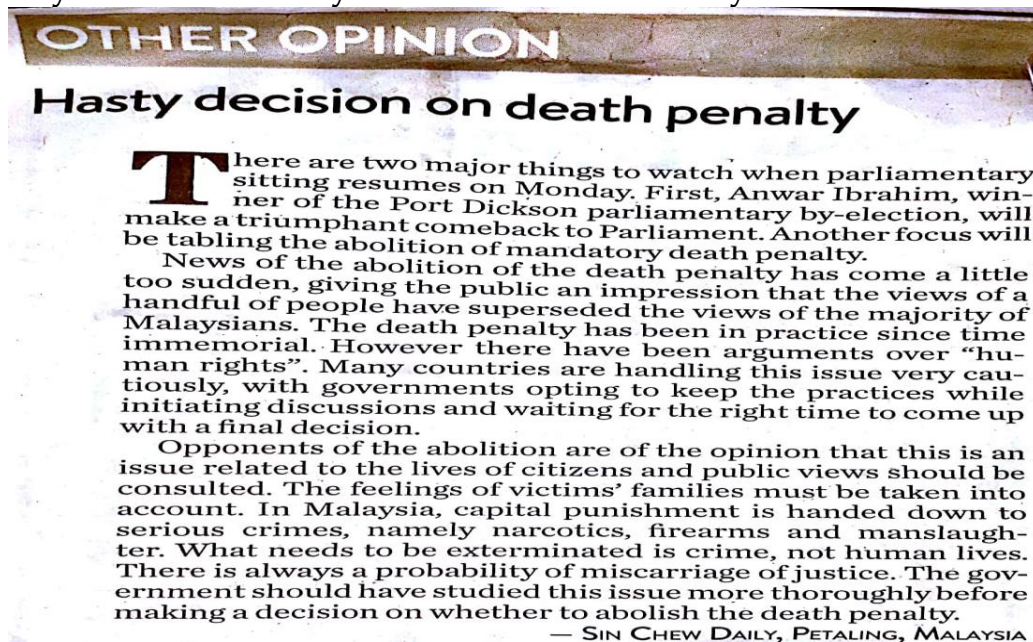 OTHER OPINION
Hasty decision on death penalty
There are two major things to watch when parliamentary
sitting resumes on Monday. First, Anwar Ibrahim, win-
ner of the Port Dickson parliamentary by-election, will
make a triumphant comeback to Parliament. Another focus will
be tabling the abolition of mandatory death penalty.
News of the abolition of the death penalty has come a little
too sudden, giving the public an impression that the views of a
handful of people have superseded the views of the majority of
Malaysians. The death penalty has been in practice since time
immemorial. However there have been arguments over “hu-
man rights”. Many countries are handling this issue very cau-
tiously, with governments opting to keep the practices while
initiating discussions and waiting for the right time to come up
with a final decision.
Opponents of the abolition are of the opinion that this is an
issue related to the lives of citizens and public views should be
consulted. The feelings of victims’ families must be taken into
account. In Malaysia, capital punishment is handed down to
serious crimes, namely narcotics, firearms and manslaugh-
ter. What needs to be exterminated is crime, not human lives.
There is always a probability of miscarriage of justice. The gov-
ernment should have studied this issue more thoroughly before
making a decision on whether to abolish the death penalty.
— SIN CHEW DAILY, PETALING, MALAYSIA